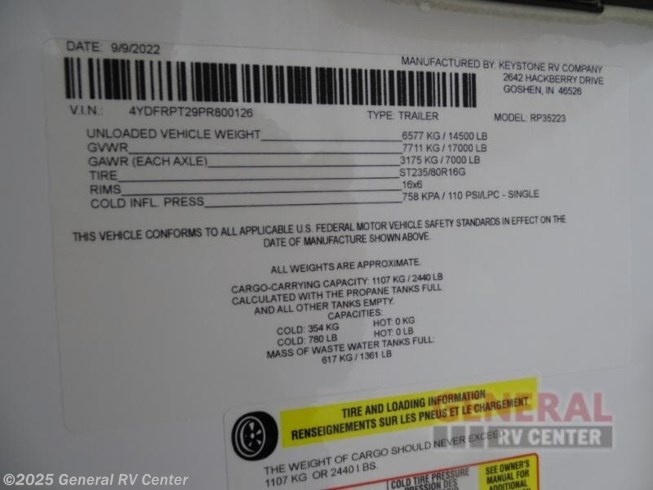 DATE: 9/9/2022
MANUFACTURED BY: KEYSTONE RV COMPANY
2642 HACKBERRY DRIVE
GOSHEN, IN 46526
V.I.N.: 4YDFRPT29PR800126 TYPE: TRAILER MODEL: RP35223
UNLOADED VEHICLE WEIGHT 6577 KG / 14500 LB
GVWR 7711 KG / 17000 LB
GAWR (EACH AXLE) 3175 KG / 7000 LB
TIRE ST235/80R16G
RIMS 16x6
COLD INFL. PRESS 758 KPA / 110 PSI/LPC - SINGLE
THIS VEHICLE CONFORMS TO ALL APPLICABLE U.S. FEDERAL MOTOR VEHICLE SAFETY STANDARDS IN EFFECT ON THE
DATE OF MANUFACTURE SHOWN ABOVE.
ALL WEIGHTS ARE APPROXIMATE.
CARGO-CARRYING CAPACITY: 1107 KG / 2440 LB
CALCULATED WITH THE PROPANE TANKS FULL
AND ALL OTHER TANKS EMPTY.
CAPACITIES:
COLD: 354 KG HOT: 0 KG
COLD: 780 LB HOT: 0 LB
MASS OF WASTE WATER TANKS FULL:
617 KG / 1361 LB
TIRE AND LOADING INFORMATION
RENSEIGNEMENTS SUR LES PNEUS ET LE CHARGEMENT
THE WEIGHT OF CARGO SHOULD NEVER EXCEED
1107 KG OR 2440 LBS.
COLD TIRE PRESSURE
PRESSION DES
SEE OWNER'S
MANUAL FOR
ADDITIONAL
GENERAL
RV CENTER
©2025 General RV Center